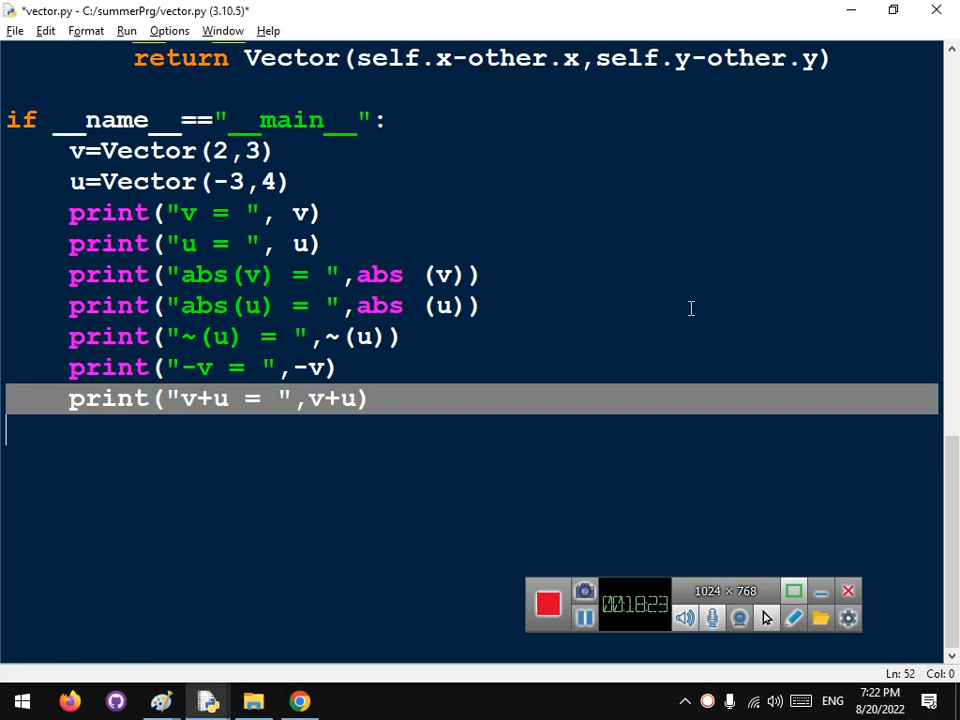 *vector.py - C:/summerPrg/vector.py (3.10.5)*
File Edit Format Run Options Window Help
return Vector(self.x-other.x,self.y-other.y)
if __name__=="__main__":
v=Vector(2,3)
u=Vector(-3,4)
print("v = ", v)
print("u = ", u)
print("abs(v) = ",abs (v))
print("abs(u) = ",abs (u))
print("~(u) = ",~(u))
print("-v = ",-v)
print("v+u = ",v+u)
1024 × 768
00:18:23
Ln: 52 Col: 0
ENG
7:22 PM
8/20/2022